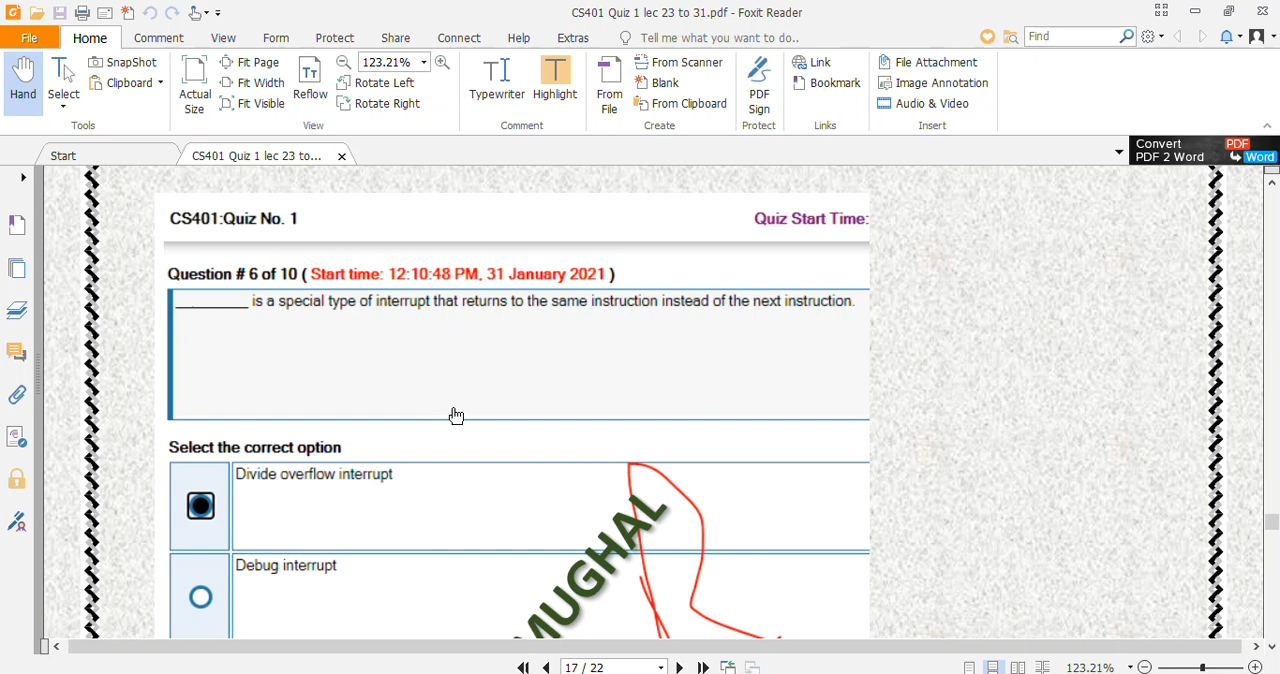 CS401 Quiz 1 lec 23 to 31.pdf - Foxit Reader
File Home Comment View Form Protect Share Connect Help Extras Tell me what you want to do.. Find
Hand Select SnapShot Clipboard Actual Size Fit Page Fit Width Fit Visible Reflow 123.21% Rotate Left Rotate Right Typewriter Highlight From File From Scanner Blank From Clipboard PDF Sign Link Bookmark File Attachment Image Annotation Audio & Video
Tools View Comment Create Protect Links Insert
Start CS401 Quiz 1 lec 23 to... Convert PDF 2 Word PDF Word
CS401:Quiz No. 1 Quiz Start Time:
Question # 6 of 10 ( Start time: 12:10:48 PM, 31 January 2021 )
_________ is a special type of interrupt that returns to the same instruction instead of the next instruction.
Select the correct option
Divide overflow interrupt
Debug interrupt
MUGHAL
17 / 22 123.21%